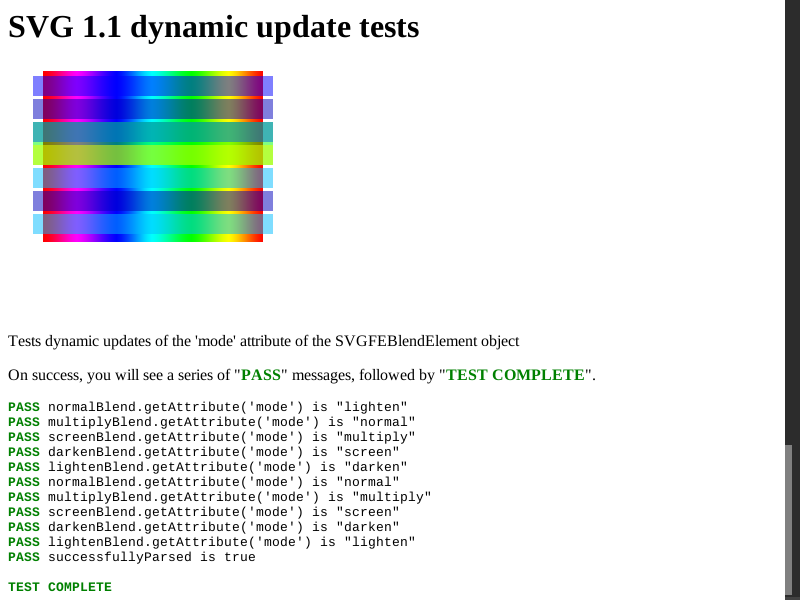 SVG 1.1 dynamic update tests
Tests dynamic updates of the 'mode' attribute of the SVGFEBlendElement object
On success, you will see a series of "PASS" messages, followed by "TEST COMPLETE".
PASS normalBlend.getAttribute('mode') is "lighten"
PASS multiplyBlend.getAttribute('mode') is "normal"
PASS screenBlend.getAttribute('mode') is "multiply"
PASS darkenBlend.getAttribute('mode') is "screen"
PASS lightenBlend.getAttribute('mode') is "darken"
PASS normalBlend.getAttribute('mode') is "normal"
PASS multiplyBlend.getAttribute('mode') is "multiply"
PASS screenBlend.getAttribute('mode') is "screen"
PASS darkenBlend.getAttribute('mode') is "darken"
PASS lightenBlend.getAttribute('mode') is "lighten"
PASS successfullyParsed is true
TEST COMPLETE